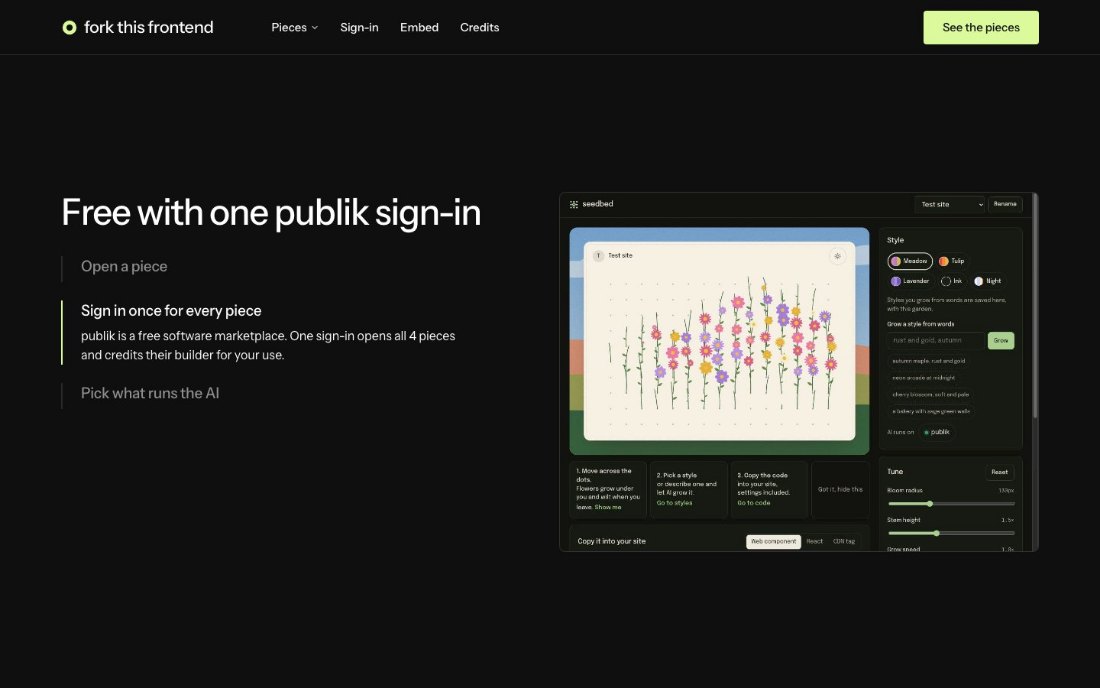 fork this frontend
Pieces
Sign-in
Embed
Credits
See the pieces
Free with one publik sign-in
Open a piece
Sign in once for every piece
publik is a free software marketplace. One sign-in opens all 4 pieces
and credits their builder for your use.
Pick what runs the AI
seedbed
Test site
Rename
T Test site
Style
Meadow
Tulip
Lavender
Ink
Night
Styles you grow from words are saved here,
with this garden.
Grow a style from words
rust and gold, autumn
Grow
autumn maple, rust and gold
neon arcade at midnight
cherry blossom, soft and pale
a bakery with sage green walls
AI runs on
publik
1. Move across the
dots.
Flowers grow under
you and wilt when you
leave. Show me
2. Pick a style
or describe one and
let AI grow it
Go to styles
3. Copy the code
into your site,
settings included.
Go to code
Got it, hide this
Tune
Reset
Bloom radius
Stem height
Grow speed
Copy it into your site
Web component
React
CDN tag